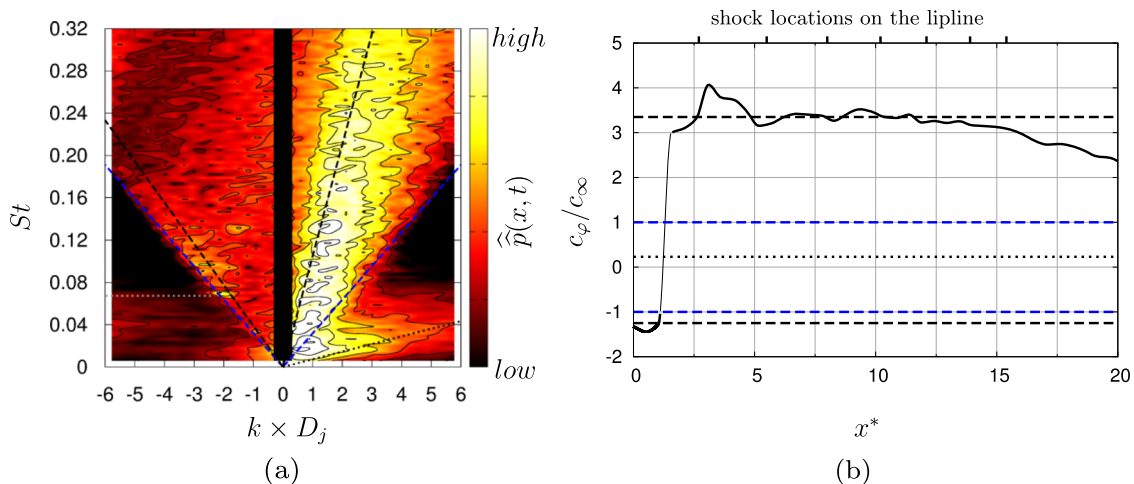 shock locations on the lipline
0.32
0.28
0.24
0.20
0.16
0.12
0.08
0.04
0
St
-6 -5 -4 -3 -2 -1 0 1 2 3 4 5 6
k × D_j
high
low
p̂(x, t)
(a)
5
4
3
2
1
0
-1
-2
c_φ/c_∞
0 5 10 15 20
x*
(b)